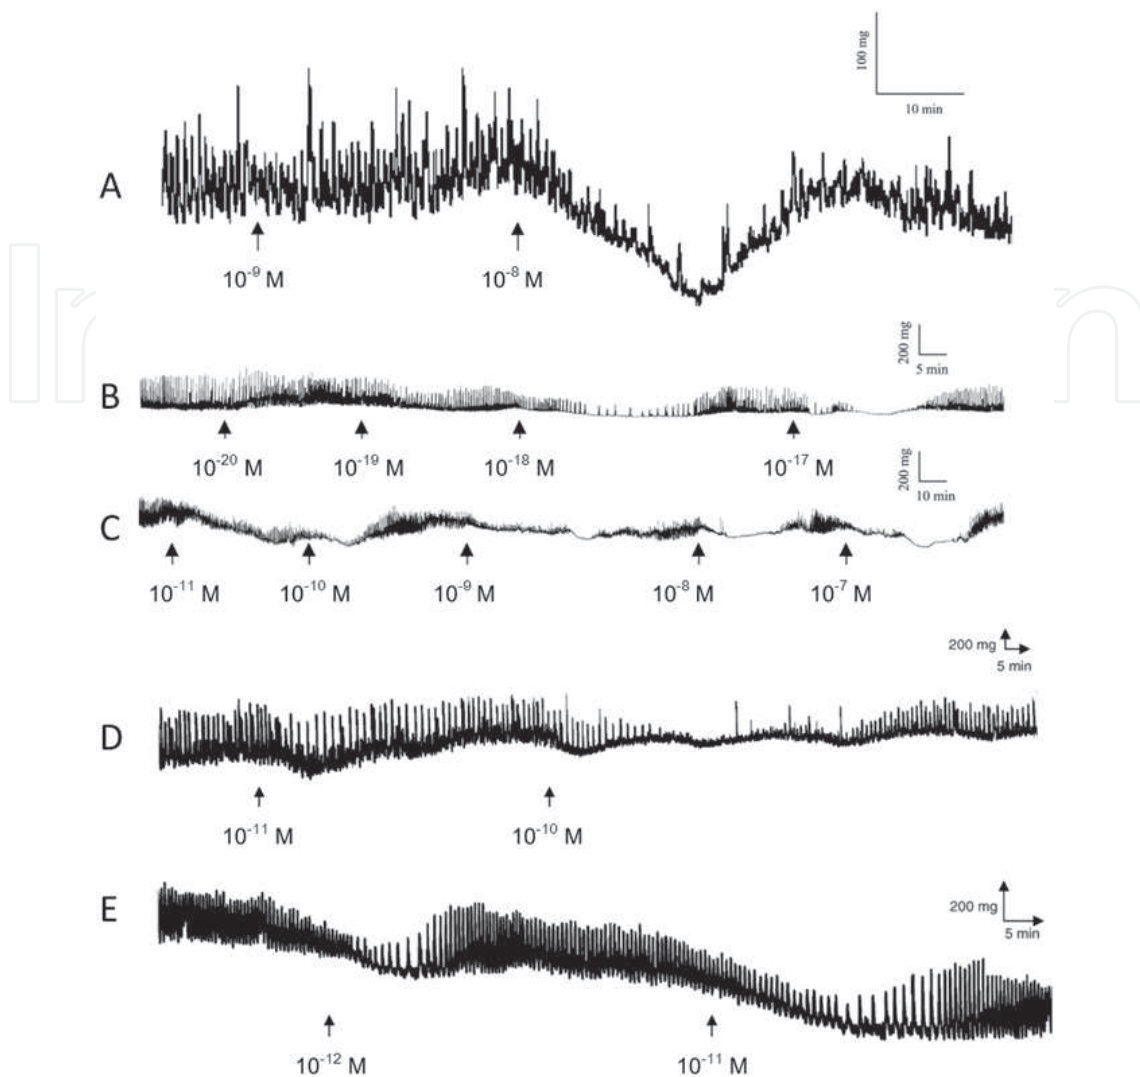 100 mg
10 min
A
10⁻⁹ M 10⁻⁸ M
200 mg
5 min
B
10⁻²⁰ M 10⁻¹⁹ M 10⁻¹⁸ M 10⁻¹⁷ M
200 mg
10 min
C
10⁻¹¹ M 10⁻¹⁰ M 10⁻⁹ M 10⁻⁸ M 10⁻⁷ M
200 mg
5 min
D
10⁻¹¹ M 10⁻¹⁰ M
E
200 mg
5 min
10⁻¹² M 10⁻¹¹ M